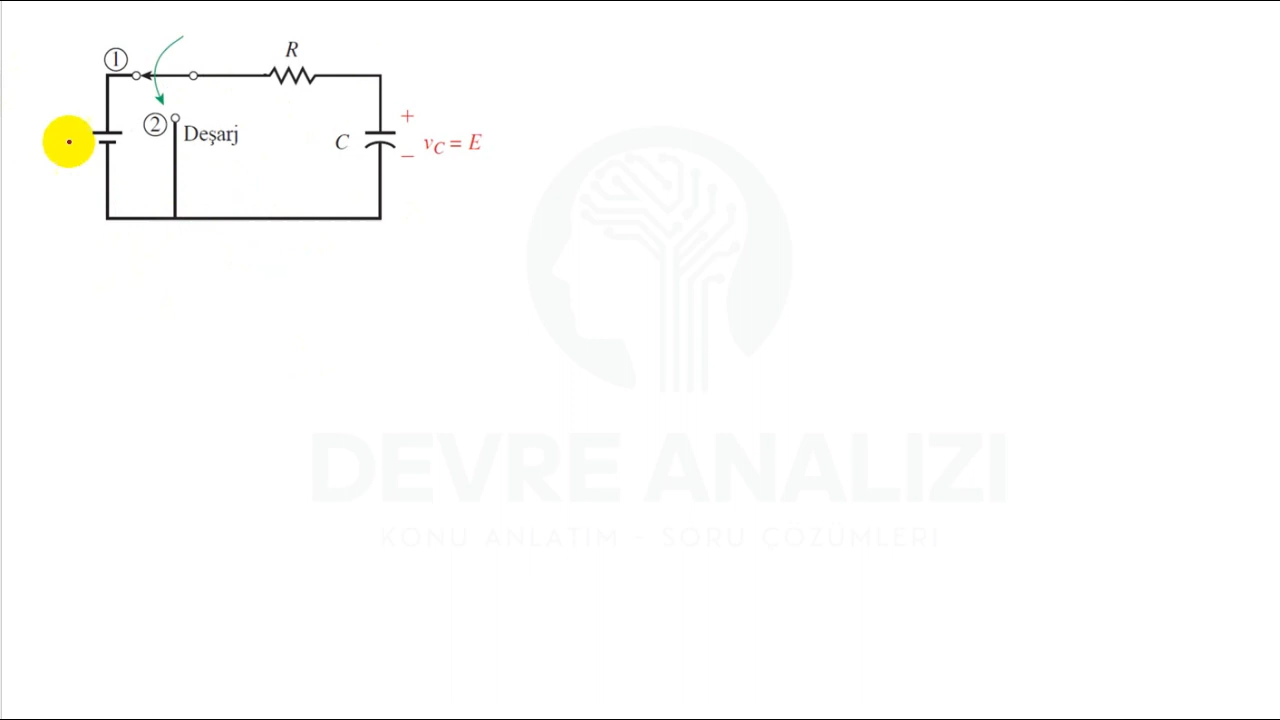 R
①
② Deşarj
C
+
v_C = E
−
DEVRE ANALIZI
KONU ANLATIM - SORU ÇÖZÜMLERI